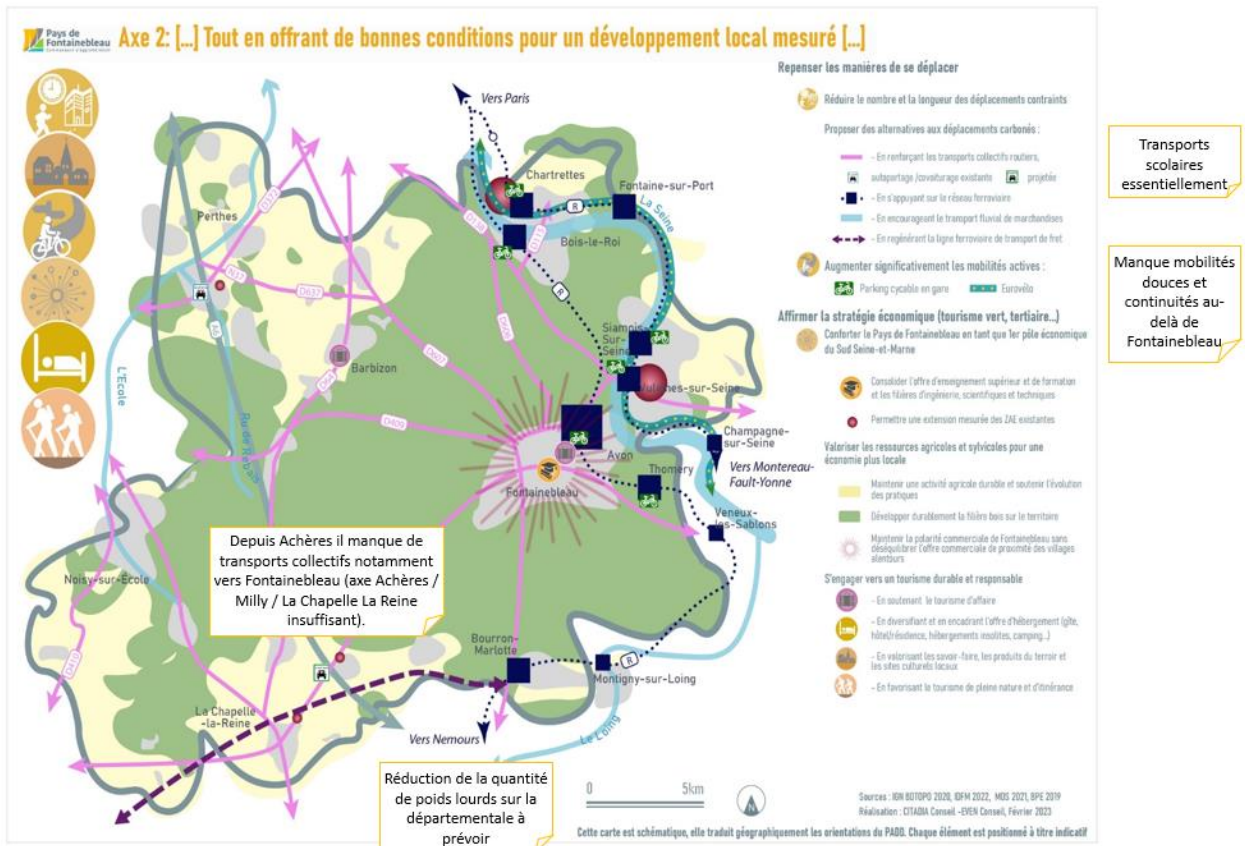 Pays de
Fontainebleau
Axe 2: [...] Tout en offrant de bonnes conditions pour un développement local mesuré [...]
Vers Paris
Chartrettes
Fontaine-sur-Port
La Seine
Perthes
D372
D138
D115
R
Bois-le-Roi
N37
D637
A6
D607
D606
R
Samois-
Sur-
Seine
Barbizon
D64
L'Ecole
Ru de Rebais
D409
Vulaines-sur-Seine
Champagne-
sur-Seine
Avon
Thomery
Vers Montereau-
Fault-Yonne
Fontainebleau
Veneux-
les-Sablons
Noisy-sur-École
D410
Depuis Achères il manque de
transports collectifs notamment
vers Fontainebleau (axe Achères /
Milly / La Chapelle La Reine
insuffisant).
Bourron-
Marlotte
R
Montigny-sur-Loing
La Chapelle
-la-Reine
Vers Nemours
Le Loing
Réduction de la quantité
de poids lourds sur la
départementale à
prévoir
0 5km
N
Repenser les manières de se déplacer
Réduire le nombre et la longueur des déplacements contraints
Proposer des alternatives aux déplacements carbonés :
- En renforçant les transports collectifs routiers,
autopartage /covoiturage existants
projetée
- En s'appuyant sur le réseau ferroviaire
- En encourageant le transport fluvial de marchandises
- En regénérant la ligne ferroviaire de transport de fret
Augmenter significativement les mobilités actives :
Parking cycable en gare
Eurovélo
Affirmer la stratégie économique (tourisme vert, tertiaire...)
Conforter le Pays de Fontainebleau en tant que 1er pôle économique
du Sud Seine-et-Marne
Consolider l'offre d'enseignement supérieur et de formation
et les filières d'ingénierie, scientifiques et techniques
Permettre une extension mesurée des ZAE existantes
Valoriser les ressources agricoles et sylvicoles pour une
économie plus locale
Maintenir une activité agricole durable et soutenir l'évolution
des pratiques
Développer durablement la filière bois sur le territoire
Maintenir la polarité commerciale de Fontainebleau sans
déséquilibrer l'offre commerciale de proximité des villages
alentours
S'engager vers un tourisme durable et responsable
- En soutenant le tourisme d'affaire
- En diversifiant et en encadrant l'offre d'hébergement (gîte,
hôtel/résidence, hébergements insolites, camping...)
- En valorisant les savoir-faire, les produits du terroir et
les sites culturels locaux
- En favorisant le tourisme de pleine nature et d'itinérance
Sources : IGN BDTOPO 2020, IDFM 2022, MOS 2021, BPE 2019
Réalisation : CITADIA Conseil -EVEN Conseil, Février 2023
Cette carte est schématique, elle traduit géographiquement les orientations du PADD. Chaque élément est positionné à titre indicatif
Transports
scolaires
essentiellement
Manque mobilités
douces et
continuités au-
delà de
Fontainebleau